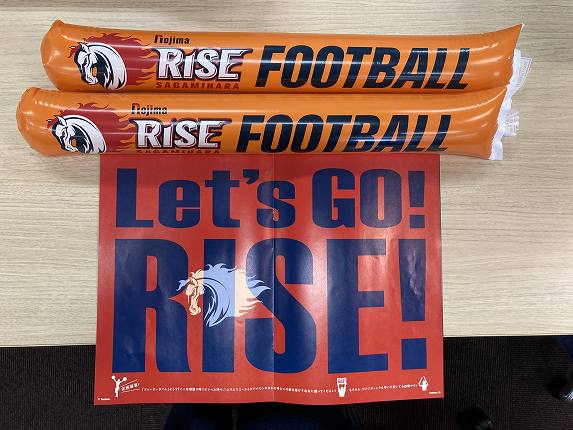 nojima
RISE
SAGAMIHARA
FOOTBALL
nojima
RISE
SAGAMIHARA
FOOTBALL
Let's GO!
RISE!